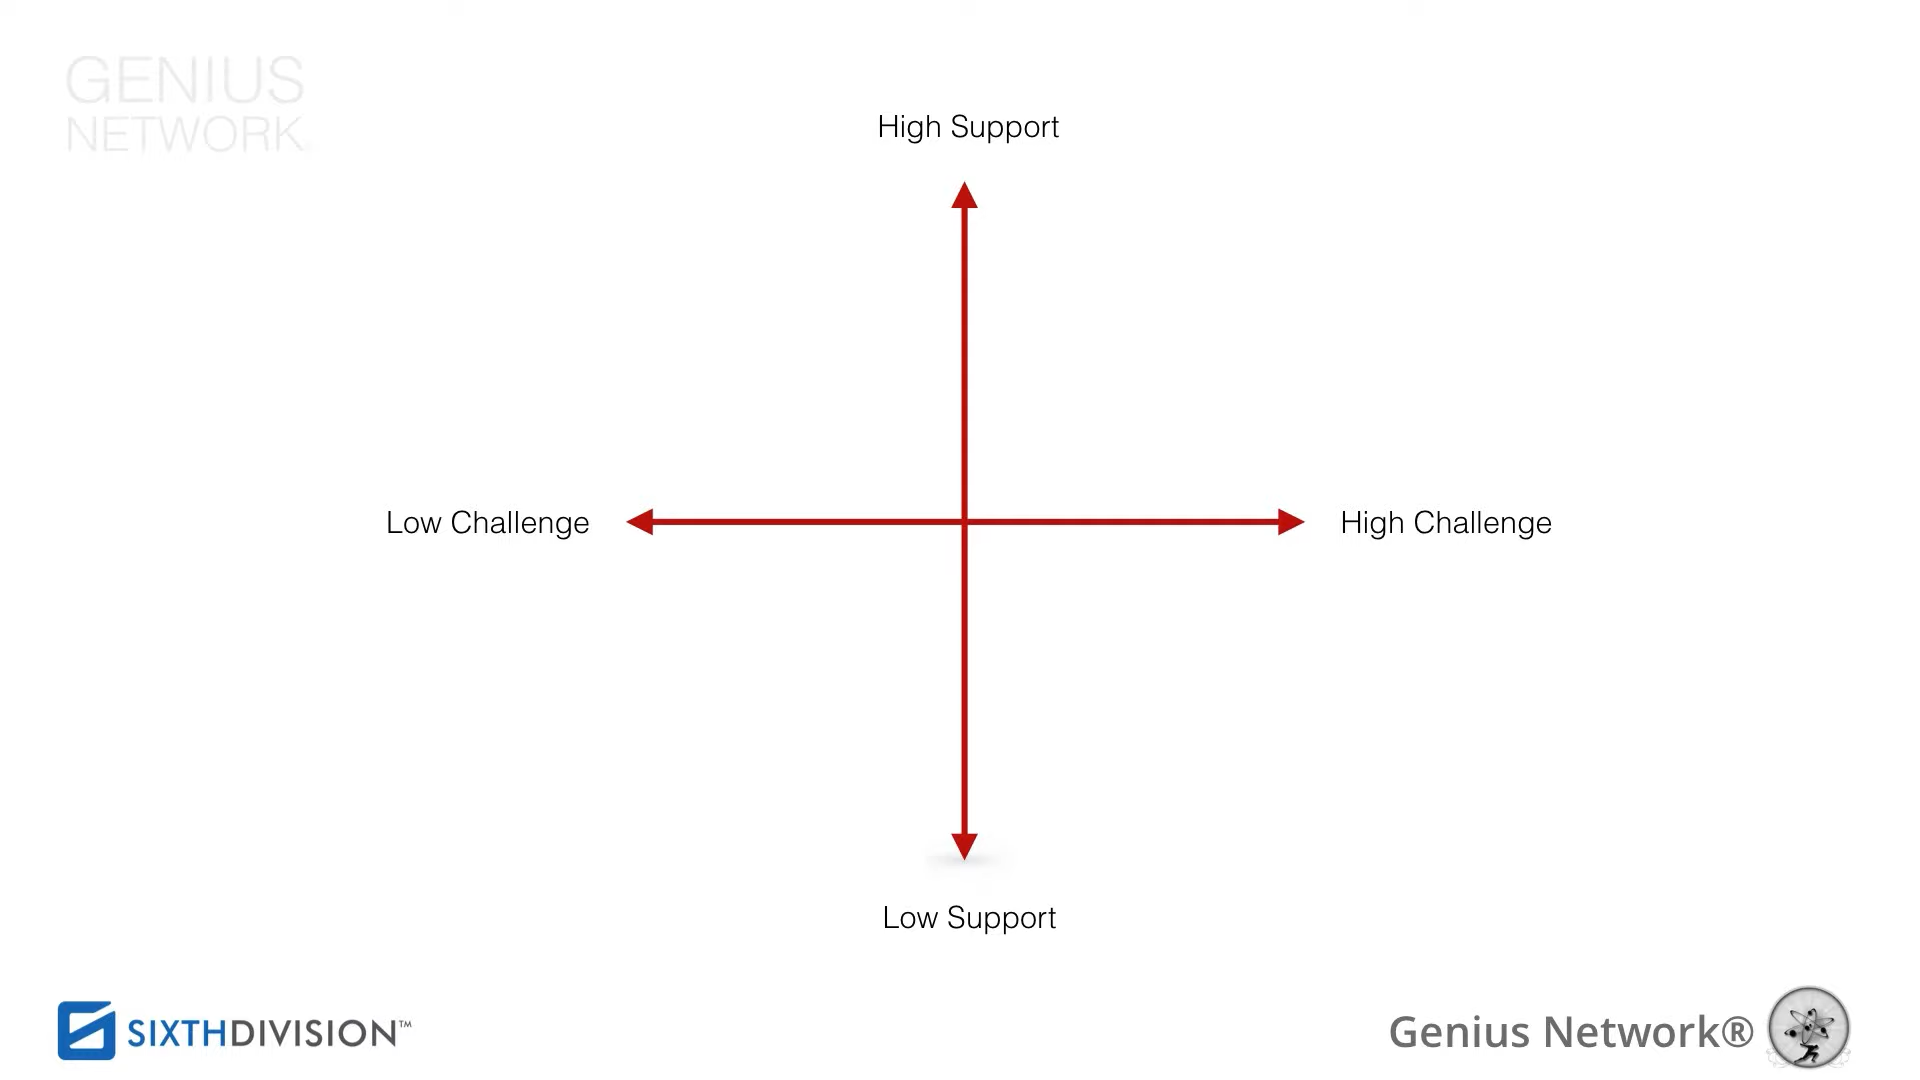 GENIUS
NETWORK
High Support
Low Challenge
High Challenge
Low Support
SIXTHDIVISION™
Genius Network®